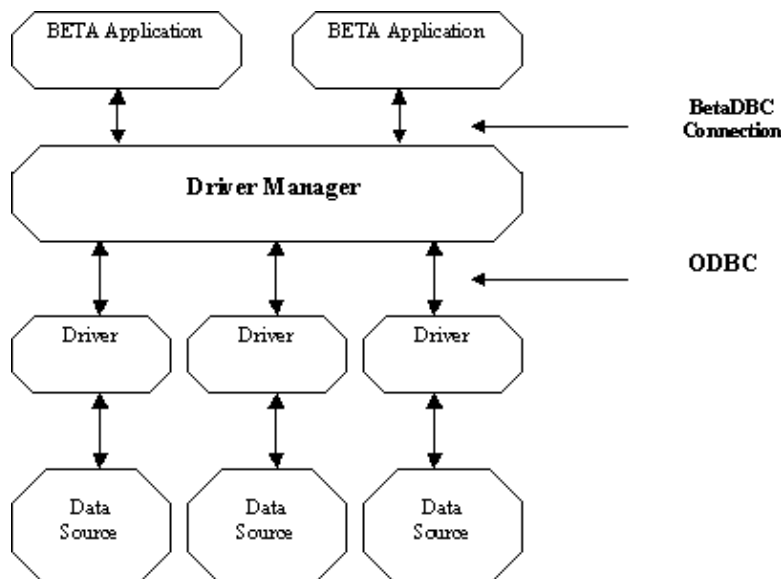 BETA Application
BETA Application
BetaDBC
Connection
Driver Manager
ODBC
Driver
Driver
Driver
Data
Source
Data
Source
Data
Source